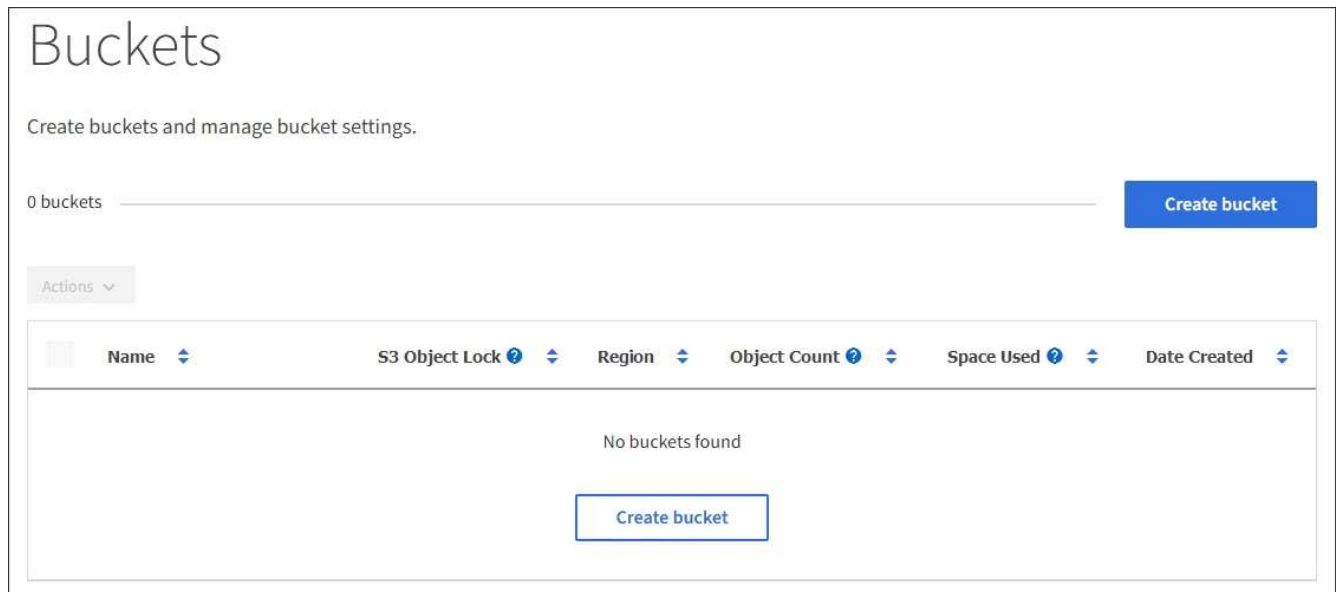 Buckets
Create buckets and manage bucket settings.
0 buckets Create bucket
Actions
Name S3 Object Lock ? Region Object Count ? Space Used ? Date Created
No buckets found
Create bucket